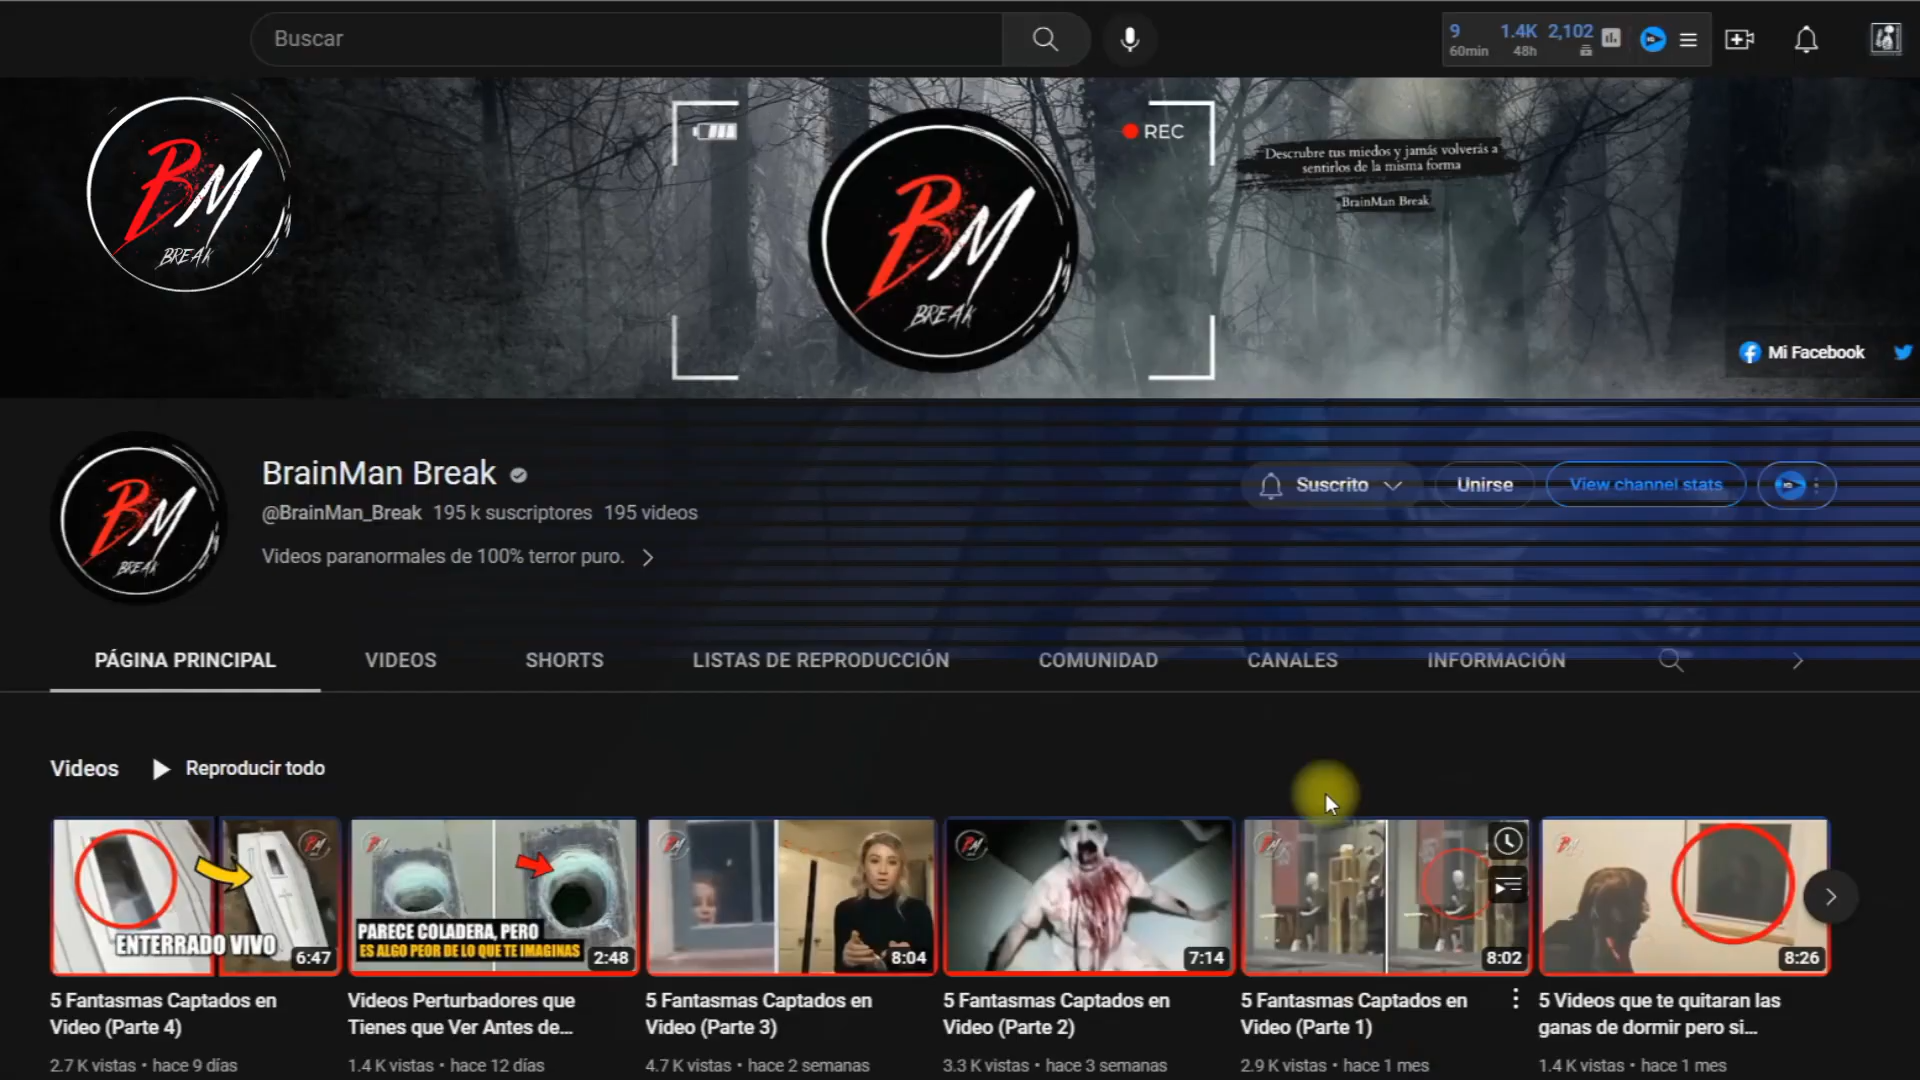 Buscar
9 1.4K 2,102
60min 48h
BM
BREAK
BM
BREAK
REC
Descrubre tus miedos y jamás volverás a
sentirlos de la misma forma
BrainMan Break
Mi Facebook
BM
BREAK
BrainMan Break
@BrainMan_Break 195 k suscriptores 195 videos
Videos paranormales de 100% terror puro.
Suscrito
Unirse
View channel stats
PÁGINA PRINCIPAL
VIDEOS
SHORTS
LISTAS DE REPRODUCCIÓN
COMUNIDAD
CANALES
INFORMACIÓN
Videos
Reproducir todo
ENTERRADO VIVO
6:47
PARECE COLADERA, PERO
ES ALGO PEOR DE LO QUE TE IMAGINAS
2:48
8:04
7:14
8:02
8:26
5 Fantasmas Captados en
Video (Parte 4)
2.7 K vistas • hace 9 días
Videos Perturbadores que
Tienes que Ver Antes de...
1.4 K vistas • hace 12 días
5 Fantasmas Captados en
Video (Parte 3)
4.7 K vistas • hace 2 semanas
5 Fantasmas Captados en
Video (Parte 2)
3.3 K vistas • hace 3 semanas
5 Fantasmas Captados en
Video (Parte 1)
2.9 K vistas • hace 1 mes
5 Videos que te quitaran las
ganas de dormir pero si...
1.4 K vistas • hace 1 mes